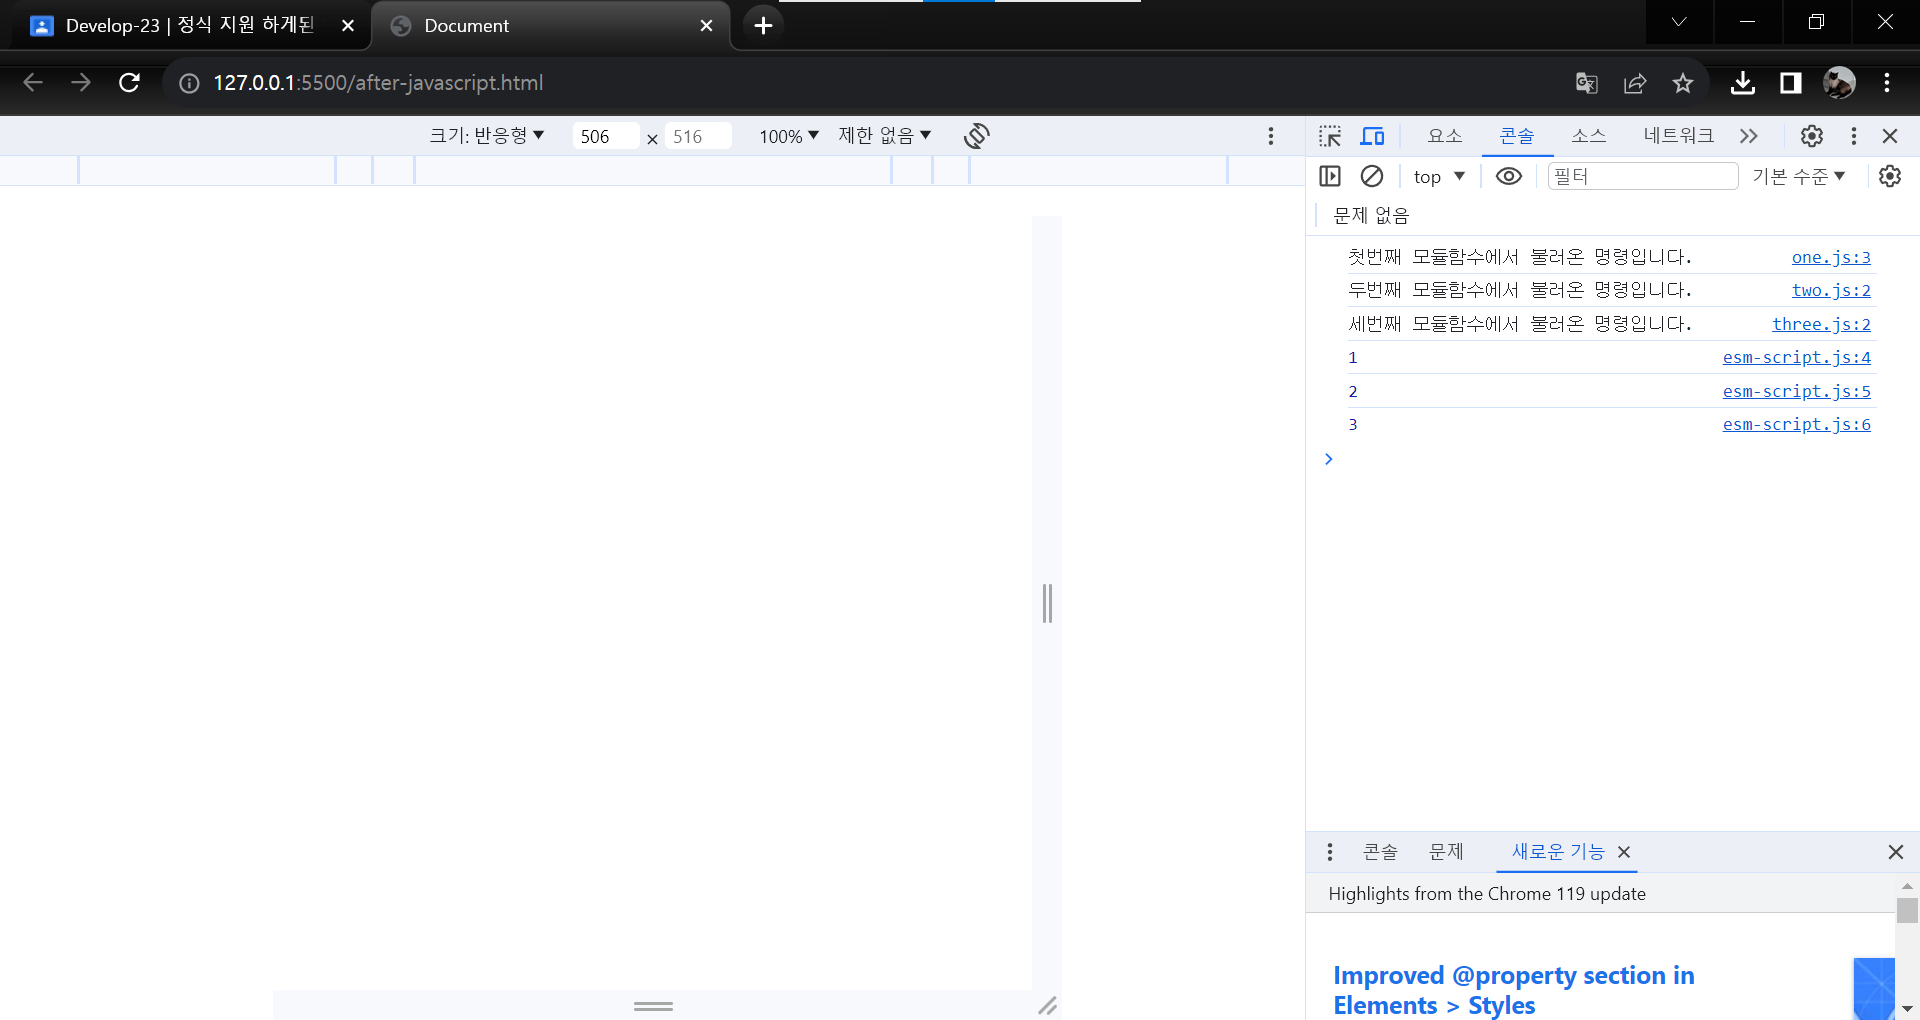 Develop-23 | 정식 지원 하게된
Document
127.0.0.1:5500/after-javascript.html
크기: 반응형 506 × 516 100% 제한 없음
요소 콘솔 소스 네트워크
top 필터 기본 수준
문제 없음
첫번째 모듈함수에서 불러온 명령입니다. one.js:3
두번째 모듈함수에서 불러온 명령입니다. two.js:2
세번째 모듈함수에서 불러온 명령입니다. three.js:2
1 esm-script.js:4
2 esm-script.js:5
3 esm-script.js:6
콘솔 문제 새로운 기능
Highlights from the Chrome 119 update
Improved @property section in
Elements > Styles